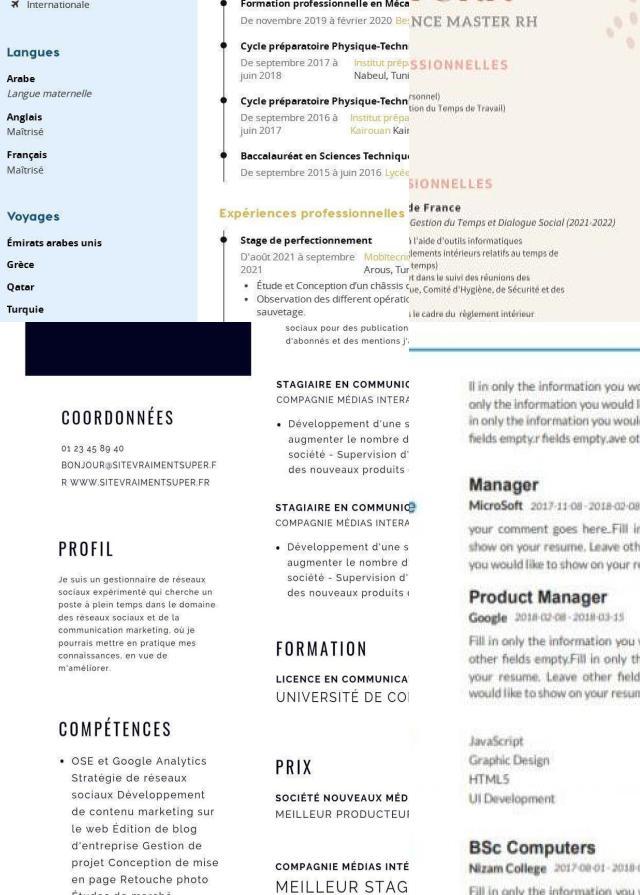 Internationale
Langues
Arabe
Langue maternelle
Anglais
Maîtrisé
Français
Maîtrisé
Voyages
Émirats arabes unis
Grèce
Qatar
Turquie
Formation professionnelle en Méca
De novembre 2019 à février 2020
Cycle préparatoire Physique-Techn
De septembre 2017 à Institut prép
juin 2018 Nabeul, Tuni
Cycle préparatoire Physique-Techn
De septembre 2016 à Institut prépa
juin 2017 Kairouan Kair
Baccalauréat en Sciences Technique
De septembre 2015 à juin 2016 Lycée
Expériences professionnelles
Stage de perfectionnement
D'août 2021 à septembre Mobitecn
2021 Arous, Tun
• Étude et Conception d'un châssis
• Observation des different opératio
sauvetage.
NCE MASTER RH
SSIONNELLES
rsonnel)
tion du Temps de Travail)
SIONNELLES
de France
Gestion du Temps et Dialogue Social (2021-2022)
à l'aide d'outils informatiques
lements intérieurs relatifs au temps de
temps)
et dans le suivi des réunions des
ue, Comité d'Hygiène, de Sécurité et des
le cadre du règlement intérieur
COORDONNÉES
01 23 45 89 40
BONJOUR@SITEVRAIMENTSUPER.F
R WWW.SITEVRAIMENTSUPER.FR
PROFIL
Je suis un gestionnaire de réseaux
sociaux expérimenté qui cherche un
poste à plein temps dans le domaine
des réseaux sociaux et de la
communication marketing, où je
pourrais mettre en pratique mes
connaissances, en vue de
m'améliorer.
COMPÉTENCES
• OSE et Google Analytics
Stratégie de réseaux
sociaux Développement
de contenu marketing sur
le web Édition de blog
d'entreprise Gestion de
projet Conception de mise
en page Retouche photo
Études de marché
sociaux pour des publication
d'abonnés et des mentions j'
STAGIAIRE EN COMMUNIC
COMPAGNIE MÉDIAS INTERA
• Développement d'une s
augmenter le nombre d
société - Supervision d'
des nouveaux produits
STAGIAIRE EN COMMUNIC
COMPAGNIE MÉDIAS INTERA
• Développement d'une s
augmenter le nombre d
société - Supervision d'
des nouveaux produits
FORMATION
LICENCE EN COMMUNICA
UNIVERSITÉ DE CO
PRIX
SOCIÉTÉ NOUVEAUX MÉD
MEILLEUR PRODUCTEUR
COMPAGNIE MÉDIAS INTÉ
MEILLEUR STAG
ll in only the information you wo
only the information you would l
in only the information you woul
fields empty.r fields empty.ave ot
Manager
MicroSoft 2017-11-08 - 2018-02-08
your comment goes here..Fill i
show on your resume. Leave oth
you would like to show on your re
Product Manager
Google 2018-02-08 - 2018-03-15
Fill in only the information you
other fields empty.Fill in only th
your resume. Leave other field
would like to show on your resum
JavaScript
Graphic Design
HTML5
UI Development
BSc Computers
Nizam College 2017-08-01 - 2018-
Fill in only the information you